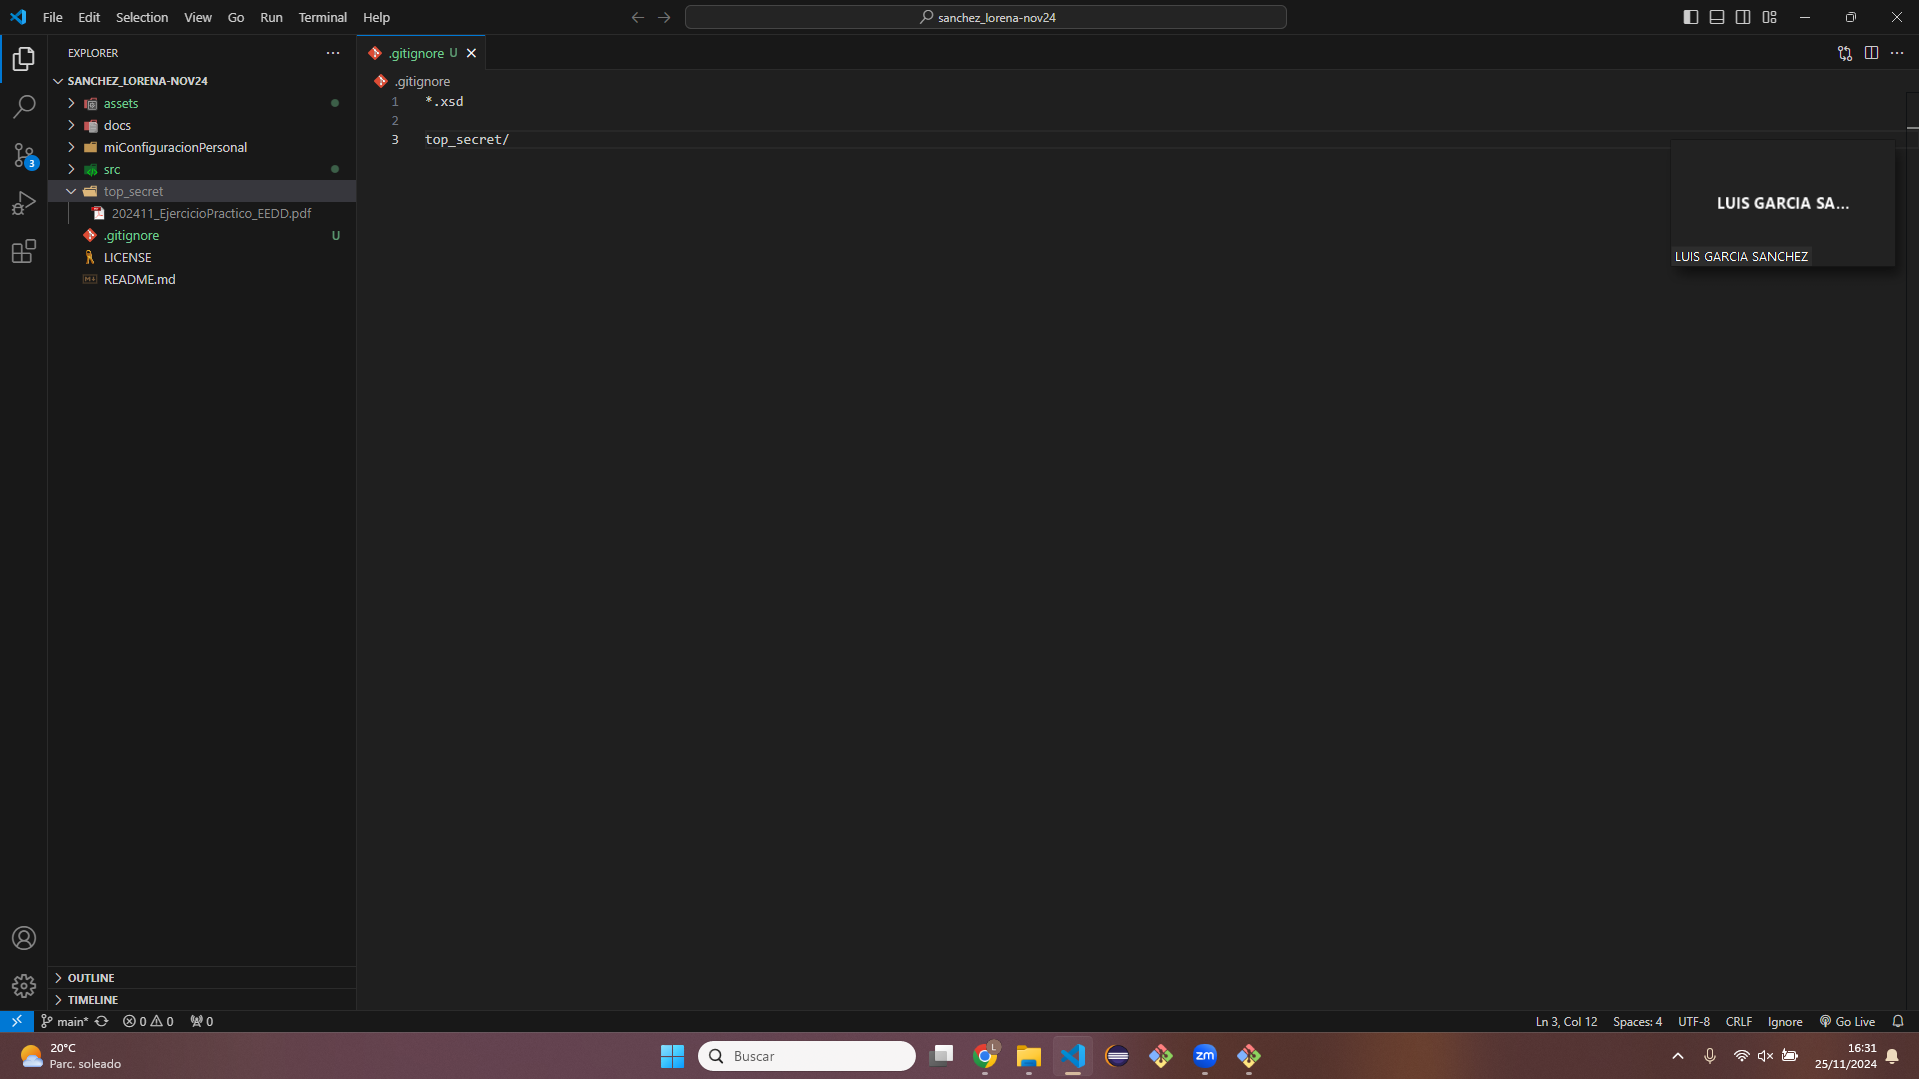 File Edit Selection View Go Run Terminal Help
sanchez_lorena-nov24
EXPLORER
SANCHEZ_LORENA-NOV24
assets
docs
miConfiguracionPersonal
src
top_secret
202411_EjercicioPractico_EEDD.pdf
.gitignore U
LICENSE
README.md
OUTLINE
TIMELINE
3
.gitignore U
.gitignore
1 *.xsd
2
3 top_secret/
LUIS GARCIA SA...
LUIS GARCIA SANCHEZ
main* 0 0 0
Ln 3, Col 12 Spaces: 4 UTF-8 CRLF Ignore Go Live
20°C
Parc. soleado
Buscar
L
zm
16:31
25/11/2024